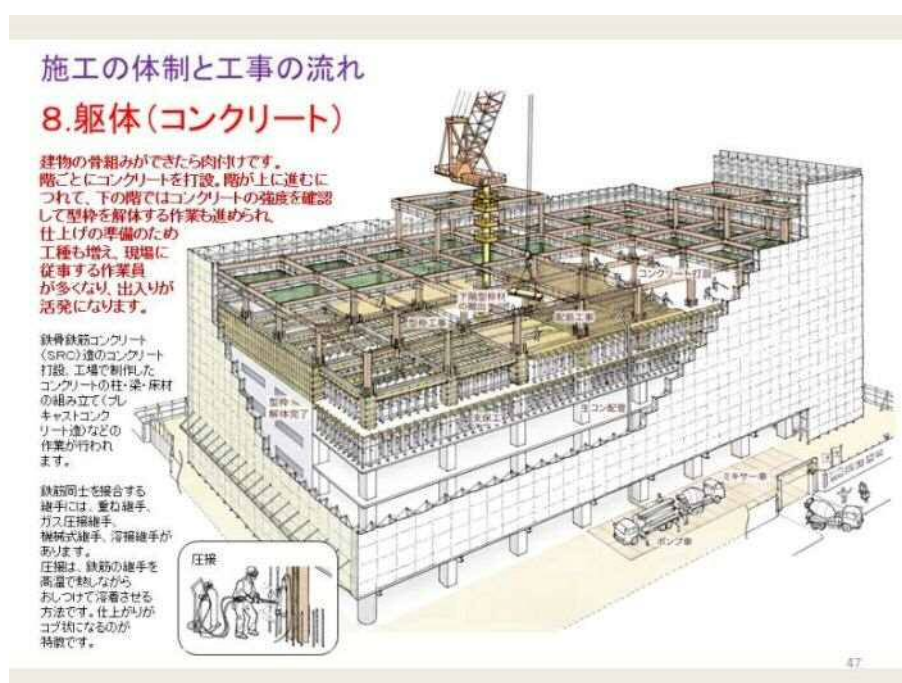 施工の体制と工事の流れ
8.躯体(コンクリート)
建物の骨組みができたら肉付けです。
階ごとにコンクリートを打設。階が上に進むに
つれて、下の階ではコンクリートの強度を確認
して型枠を解体する作業も進められ、
仕上げの準備のため
工種も増え、現場に
従事する作業員
が多くなり、出入りが
活発になります。
鉄骨鉄筋コンクリート
(SRC)造のコンクリート
打設、工場で制作した
コンクリートの柱・梁・床材
の組み立て(プレ
キャストコンク
リート造)などの
作業が行われ
ます。
鉄筋同士を接合する
継手には、重ね継手、
ガス圧接継手、
機械式継手、溶接継手が
あります。
圧接は、鉄筋の継手を
高温で熱しながら
おしつけて溶着させる
方法です。仕上がりが
コブ状になるのが
特徴です。
コンクリート打設
下階型枠材
型枠工事
配筋工事
型枠
解体完了
支保工
生コン配管
ミキサー車
ポンプ車
圧接
47